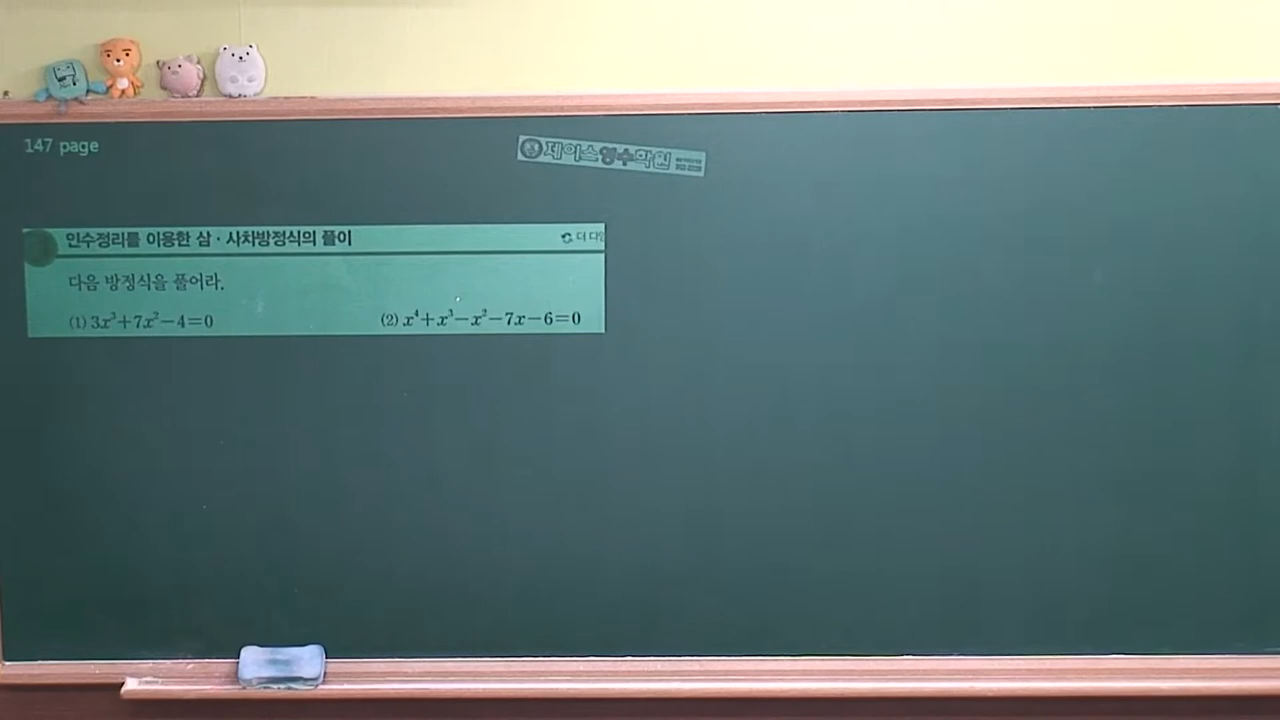 147 page
제이스영수학원
인수정리를 이용한 삼·사차방정식의 풀이
더 다양
다음 방정식을 풀어라.
(1) 3x³+7x²-4=0 (2) x⁴+x³-x²-7x-6=0